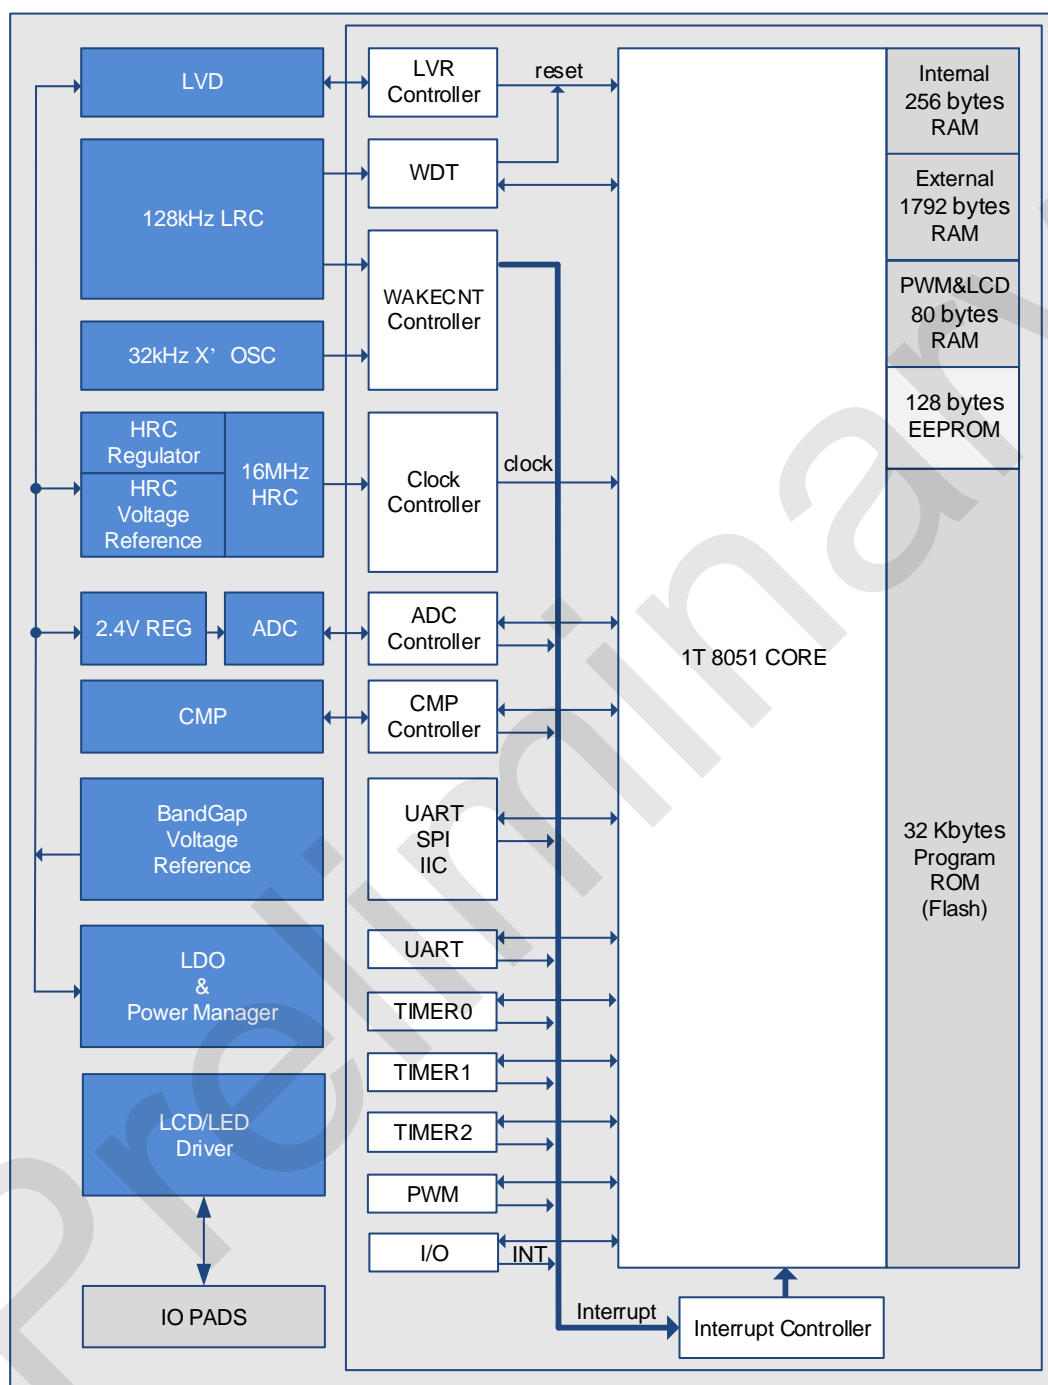 LVD
LVR
Controller
reset
Internal
256 bytes
RAM
128kHz LRC
WDT
External
1792 bytes
RAM
WAKECNT
Controller
PWM&LCD
80 bytes
RAM
32kHz X’ OSC
128 bytes
EEPROM
HRC
Regulator
HRC
Voltage
Reference
16MHz
HRC
Clock
Controller
clock
2.4V REG
ADC
ADC
Controller
1T 8051 CORE
CMP
CMP
Controller
BandGap
Voltage
Reference
UART
SPI
IIC
32 Kbytes
Program
ROM
(Flash)
LDO
&
Power Manager
UART
TIMER0
TIMER1
LCD/LED
Driver
TIMER2
PWM
I/O
INT
IO PADS
Interrupt
Interrupt Controller
Preliminary